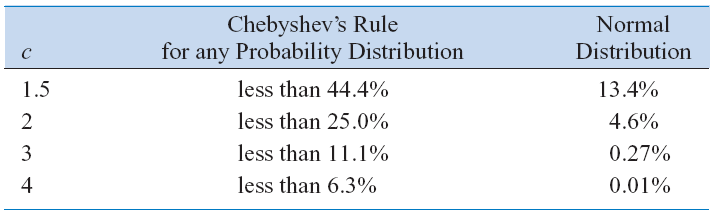 c Chebyshev's Rule for any Probability Distribution Normal Distribution
1.5 less than 44.4% 13.4%
2 less than 25.0% 4.6%
3 less than 11.1% 0.27%
4 less than 6.3% 0.01%